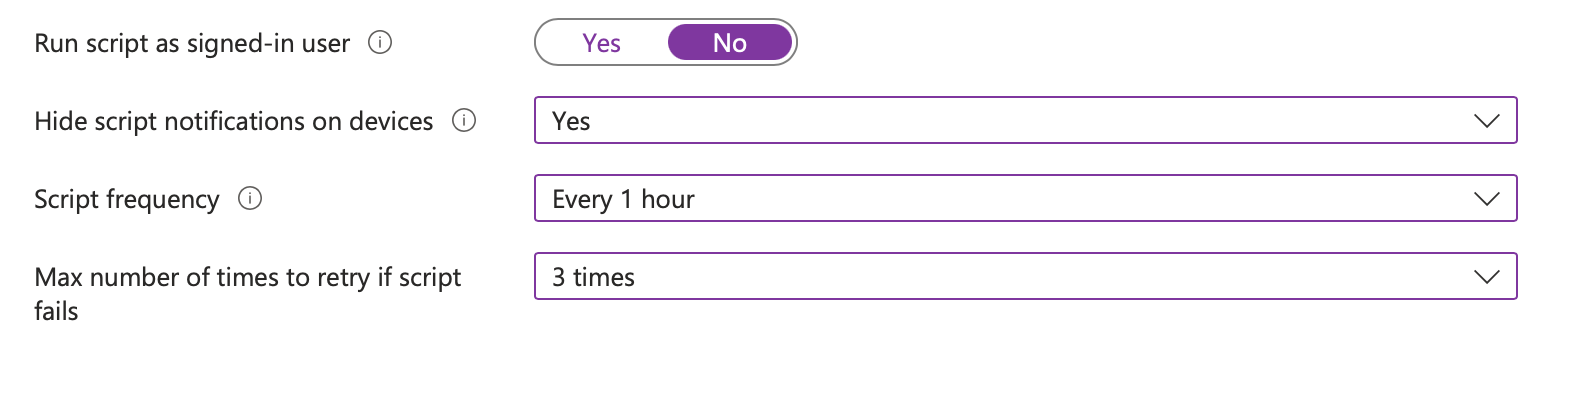 Run script as signed-in user
Yes No
Hide script notifications on devices
Yes
Script frequency
Every 1 hour
Max number of times to retry if script
fails
3 times